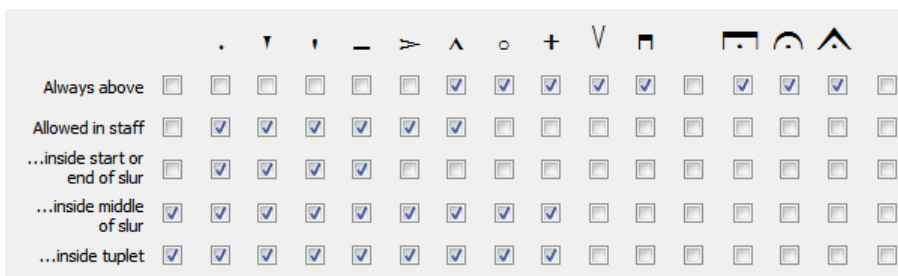 Always above
Allowed in staff
...inside start or
end of slur
...inside middle
of slur
...inside tuplet